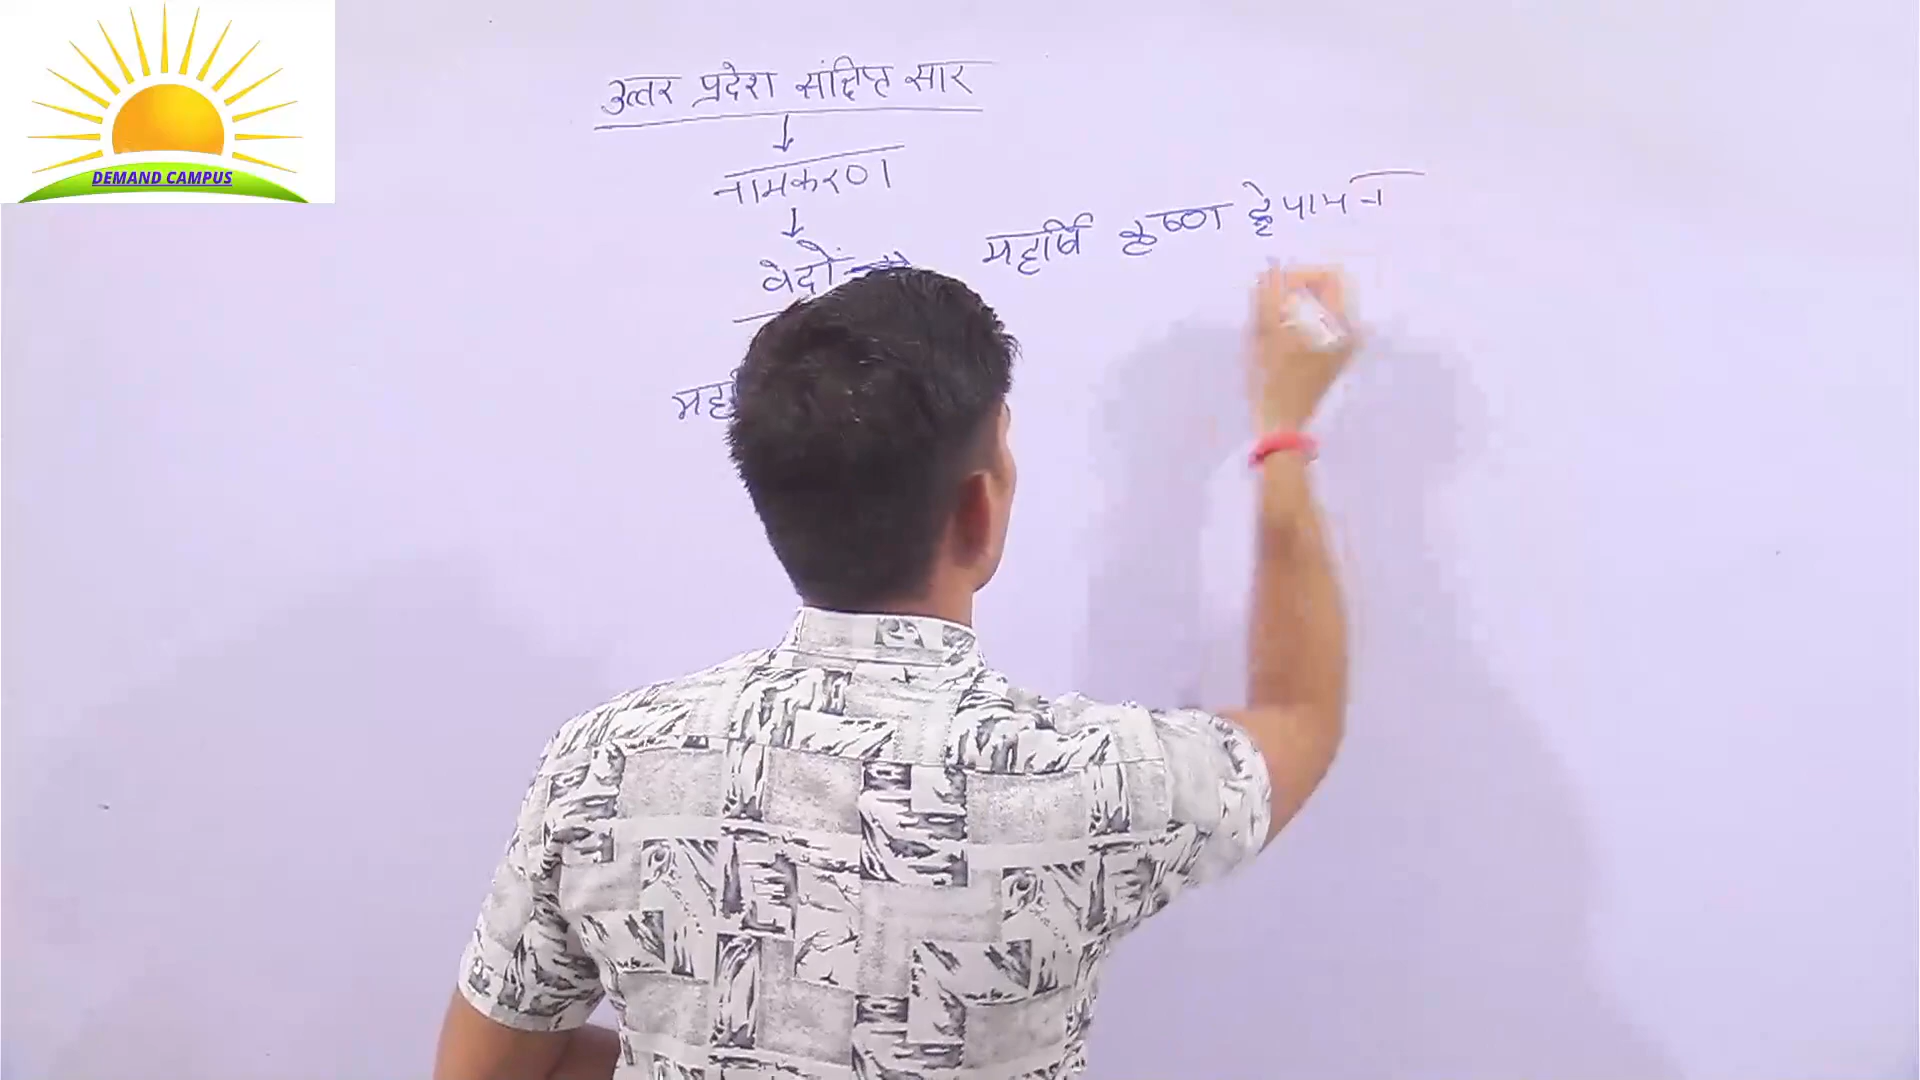 DEMAND CAMPUS
उत्तर प्रदेश संक्षिप्त सार
↓
नामकरण
↓
वेदों
महर्षि कृष्ण द्वैपायन